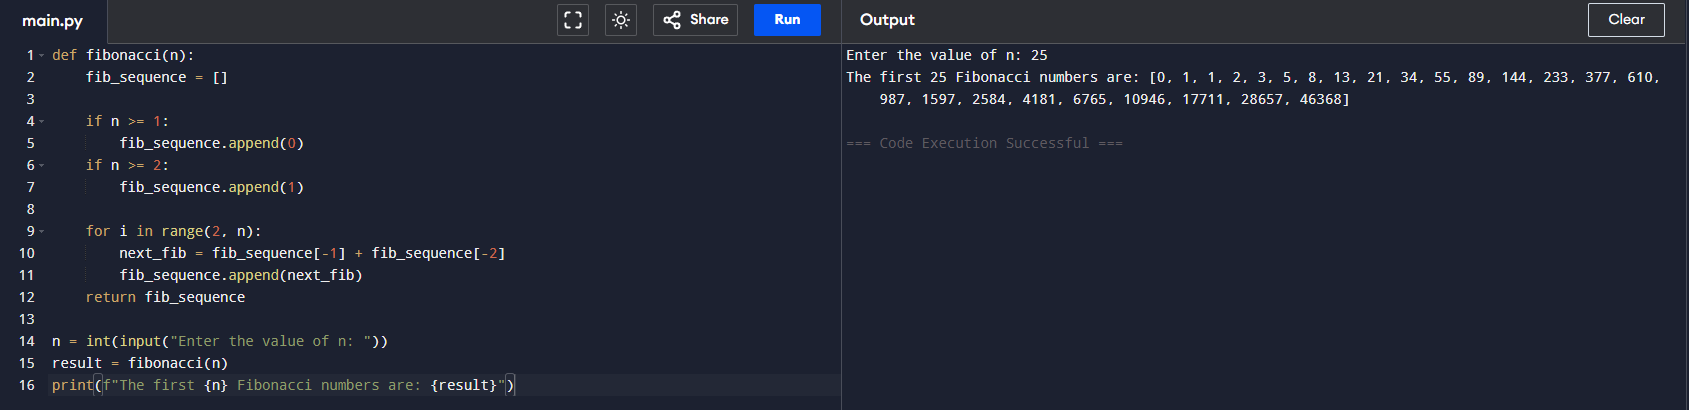 main.py
Share
Run
Output
Clear
1 def fibonacci(n):
2     fib_sequence = []
3
4     if n >= 1:
5         fib_sequence.append(0)
6     if n >= 2:
7         fib_sequence.append(1)
8
9     for i in range(2, n):
10         next_fib = fib_sequence[-1] + fib_sequence[-2]
11         fib_sequence.append(next_fib)
12     return fib_sequence
13
14 n = int(input("Enter the value of n: "))
15 result = fibonacci(n)
16 print(f"The first {n} Fibonacci numbers are: {result}")
Enter the value of n: 25
The first 25 Fibonacci numbers are: [0, 1, 1, 2, 3, 5, 8, 13, 21, 34, 55, 89, 144, 233, 377, 610,
    987, 1597, 2584, 4181, 6765, 10946, 17711, 28657, 46368]
=== Code Execution Successful ===